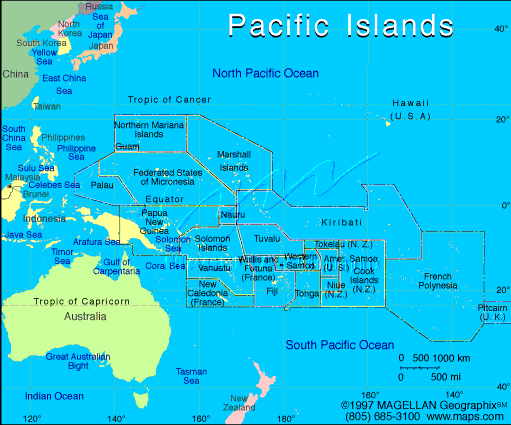 Pacific Islands
Russia
Sea
of
Japan
North
Korea
South Korea
Japan
Yellow
Sea
China
East China
Sea
40°
North Pacific Ocean
Tropic of Cancer
Hawaii
(U.S.A)
Taiwan
20°
South
China
Sea
Philippines
Philippine
Sea
Northern Mariana
Islands
Guam
Marshall
Islands
Sulu Sea
Malaysia
Celebes Sea
Brunei
Palau
Federated States
of Micronesia
Equator
0°
Indonesia
Papua
New
Guinea
Nauru
Kiribati
Java Sea
Arafura Sea
Solomon
Sea
Solomon
Islands
Tuvalu
Tokelau (N. Z.)
Timor
Sea
Gulf of
Carpentaria
Coral Sea
Vanustu
Wallis and
Futuna
(France)
Western
Samoa
Amer. Samoa
(U. S.)
Cook
Islands
(N.Z.)
French
Polynesia
New
Caledonia
(France)
Fiji
Tonga
Niue
(N.Z.)
20°
Tropic of Capricorn
Australia
Pitcairn
(U. K.)
South Pacific Ocean
Great Australian
Bight
Tasman
Sea
0 500 1000 km
0 500 mi
Indian Ocean
New
Zealand
40°
©1997 MAGELLAN Geographix℠
(805) 685-3100 www.maps.com
120° 140° 160° 180° 160° 140°